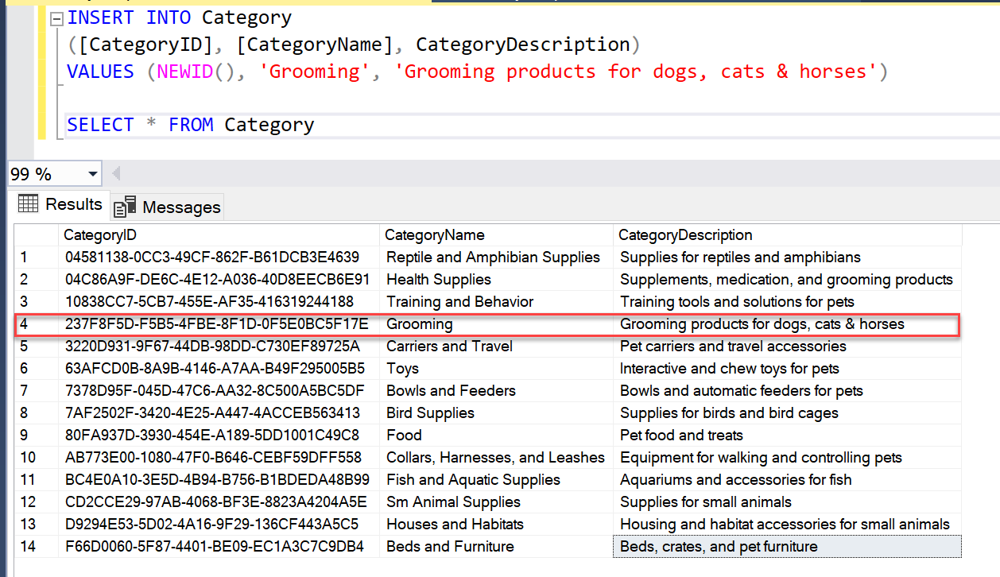 INSERT INTO Category
([CategoryID], [CategoryName], CategoryDescription)
VALUES (NEWID(), 'Grooming', 'Grooming products for dogs, cats & horses')
SELECT * FROM Category
99 %
Results Messages
CategoryID CategoryName CategoryDescription
1 04581138-0CC3-49CF-862F-B61DCB3E4639 Reptile and Amphibian Supplies Supplies for reptiles and amphibians
2 04C86A9F-DE6C-4E12-A036-40D8EECB6E91 Health Supplies Supplements, medication, and grooming products
3 10838CC7-5CB7-455E-AF35-416319244188 Training and Behavior Training tools and solutions for pets
4 237F8F5D-F5B5-4FBE-8F1D-0F5E0BC5F17E Grooming Grooming products for dogs, cats & horses
5 3220D931-9F67-44DB-98DD-C730EF89725A Carriers and Travel Pet carriers and travel accessories
6 63AFCD0B-8A9B-4146-A7AA-B49F295005B5 Toys Interactive and chew toys for pets
7 7378D95F-045D-47C6-AA32-8C500A5BC5DF Bowls and Feeders Bowls and automatic feeders for pets
8 7AF2502F-3420-4E25-A447-4ACCEB563413 Bird Supplies Supplies for birds and bird cages
9 80FA937D-3930-454E-A189-5DD1001C49C8 Food Pet food and treats
10 AB773E00-1080-47F0-B646-CEBF59DFF558 Collars, Harnesses, and Leashes Equipment for walking and controlling pets
11 BC4E0A10-3E5D-4B94-B756-B1BDEDA48B99 Fish and Aquatic Supplies Aquariums and accessories for fish
12 CD2CCE29-97AB-4068-BF3E-8823A4204A5E Sm Animal Supplies Supplies for small animals
13 D9294E53-5D02-4A16-9F29-136CF443A5C5 Houses and Habitats Housing and habitat accessories for small animals
14 F66D0060-5F87-4401-BE09-EC1A3C7C9DB4 Beds and Furniture Beds, crates, and pet furniture